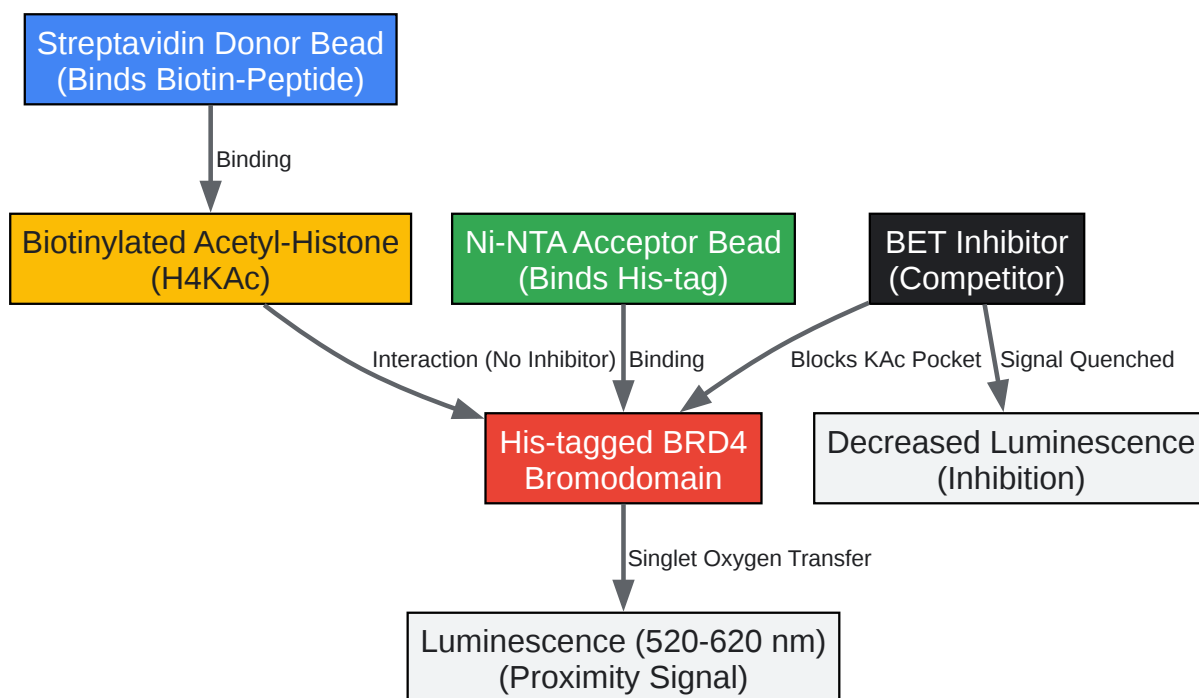 Streptavidin Donor Bead
(Binds Biotin-Peptide)
Binding
Biotinylated Acetyl-Histone
(H4KAc)
Ni-NTA Acceptor Bead
(Binds His-tag)
BET Inhibitor
(Competitor)
Interaction (No Inhibitor)
Binding
Blocks KAc Pocket
Signal Quenched
His-tagged BRD4
Bromodomain
Decreased Luminescence
(Inhibition)
Singlet Oxygen Transfer
Luminescence (520-620 nm)
(Proximity Signal)